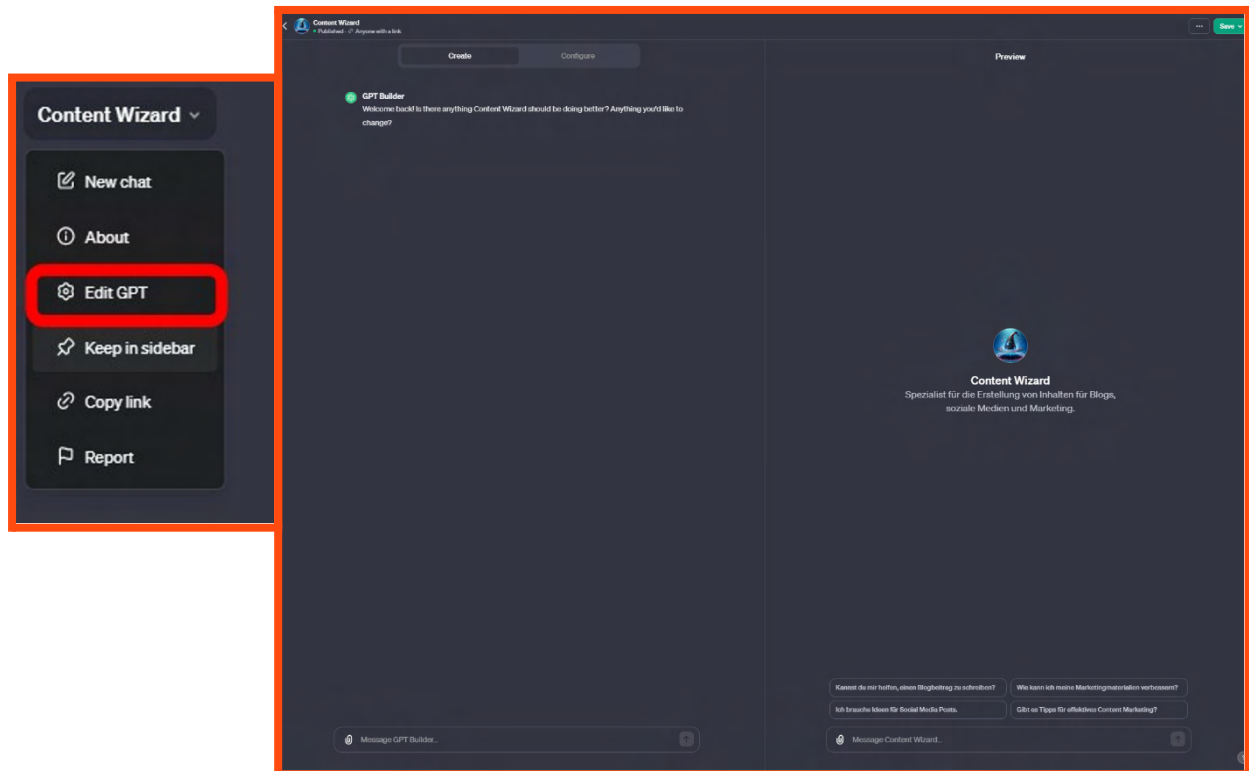 Content Wizard
New chat
About
Edit GPT
Keep in sidebar
Copy link
Report
Content Wizard
Published · Anyone with a link
Save
Create
Configure
Preview
GPT Builder
Welcome back! Is there anything Content Wizard should be doing better? Anything you'd like to
change?
Content Wizard
Spezialist für die Erstellung von Inhalten für Blogs,
soziale Medien und Marketing.
Kannst du mir helfen, einen Blogbeitrag zu schreiben?
Wie kann ich meine Marketingmaterialien verbessern?
Ich brauche Ideen für Social Media Posts.
Gibt es Tipps für effektives Content Marketing?
Message GPT Builder...
Message Content Wizard...